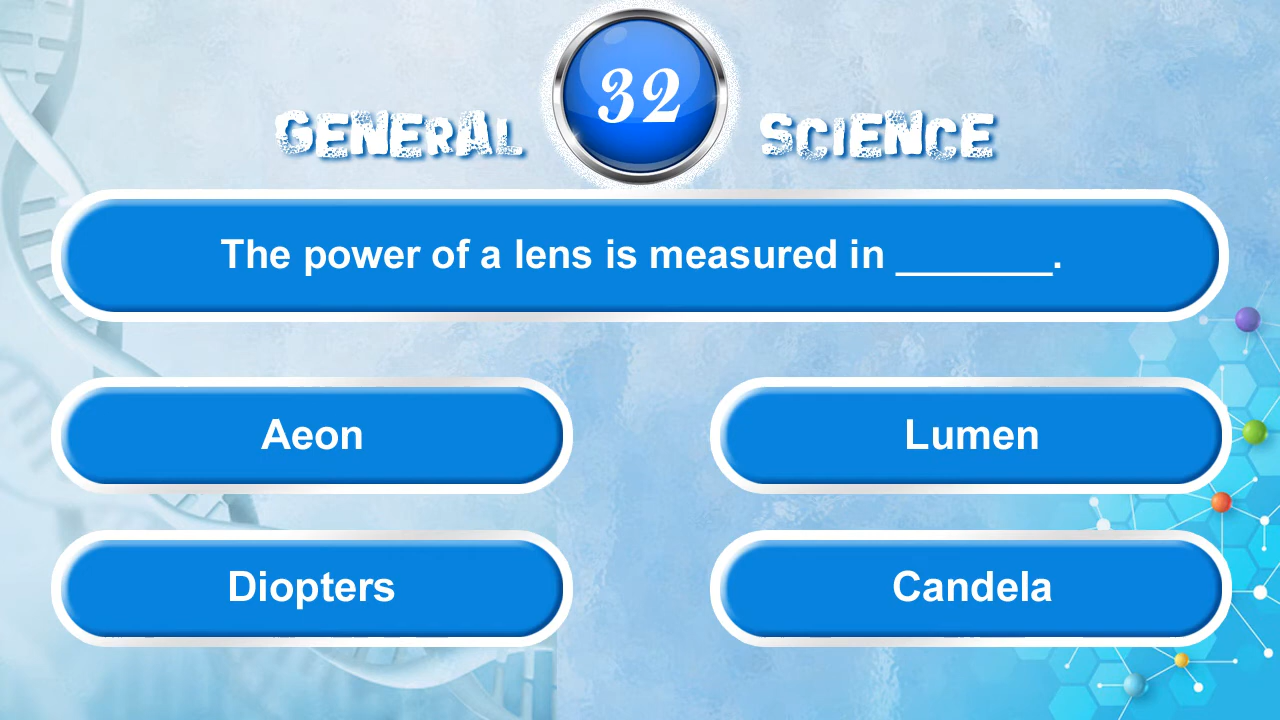 32
GENERAL SCIENCE
The power of a lens is measured in _______.
Aeon
Lumen
Diopters
Candela